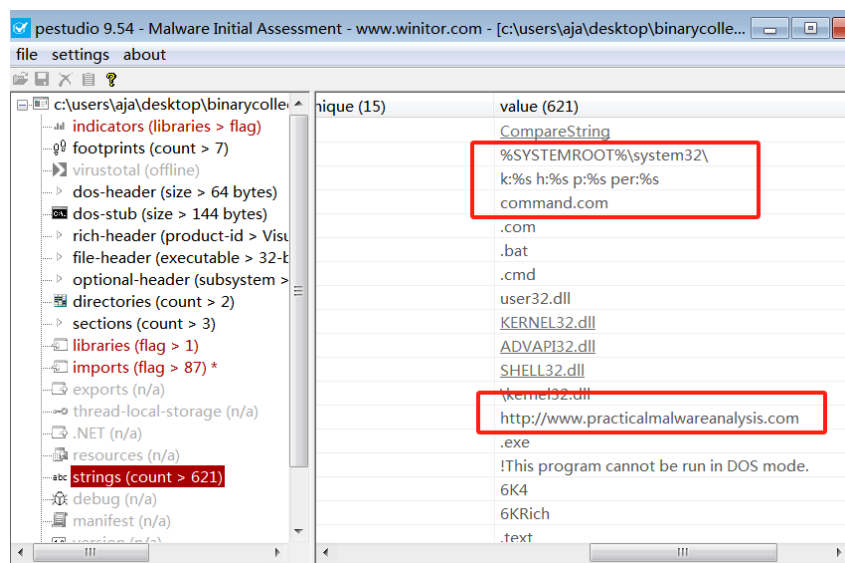 pestudio 9.54 - Malware Initial Assessment - www.winitor.com - [c:\users\aja\desktop\binarycolle...
file settings about
c:\users\aja\desktop\binarycolle
indicators (libraries > flag)
footprints (count > 7)
virustotal (offline)
dos-header (size > 64 bytes)
dos-stub (size > 144 bytes)
rich-header (product-id > Visu
file-header (executable > 32-b
optional-header (subsystem >
directories (count > 2)
sections (count > 3)
libraries (flag > 1)
imports (flag > 87) *
exports (n/a)
thread-local-storage (n/a)
.NET (n/a)
resources (n/a)
abc strings (count > 621)
debug (n/a)
manifest (n/a)
version (n/a)
nique (15)
value (621)
CompareString
%SYSTEMROOT%\system32\
k:%s h:%s p:%s per:%s
command.com
.com
.bat
.cmd
user32.dll
KERNEL32.dll
ADVAPI32.dll
SHELL32.dll
\kernel32.dll
http://www.practicalmalwareanalysis.com
.exe
!This program cannot be run in DOS mode.
6K4
6KRich
.text